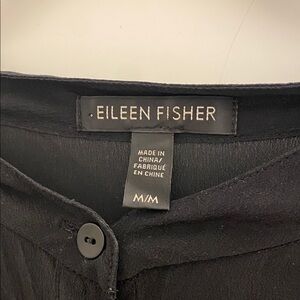 EILEEN FISHER
MADE IN
CHINA/
FABRIQUÉ
EN CHINE
M/M